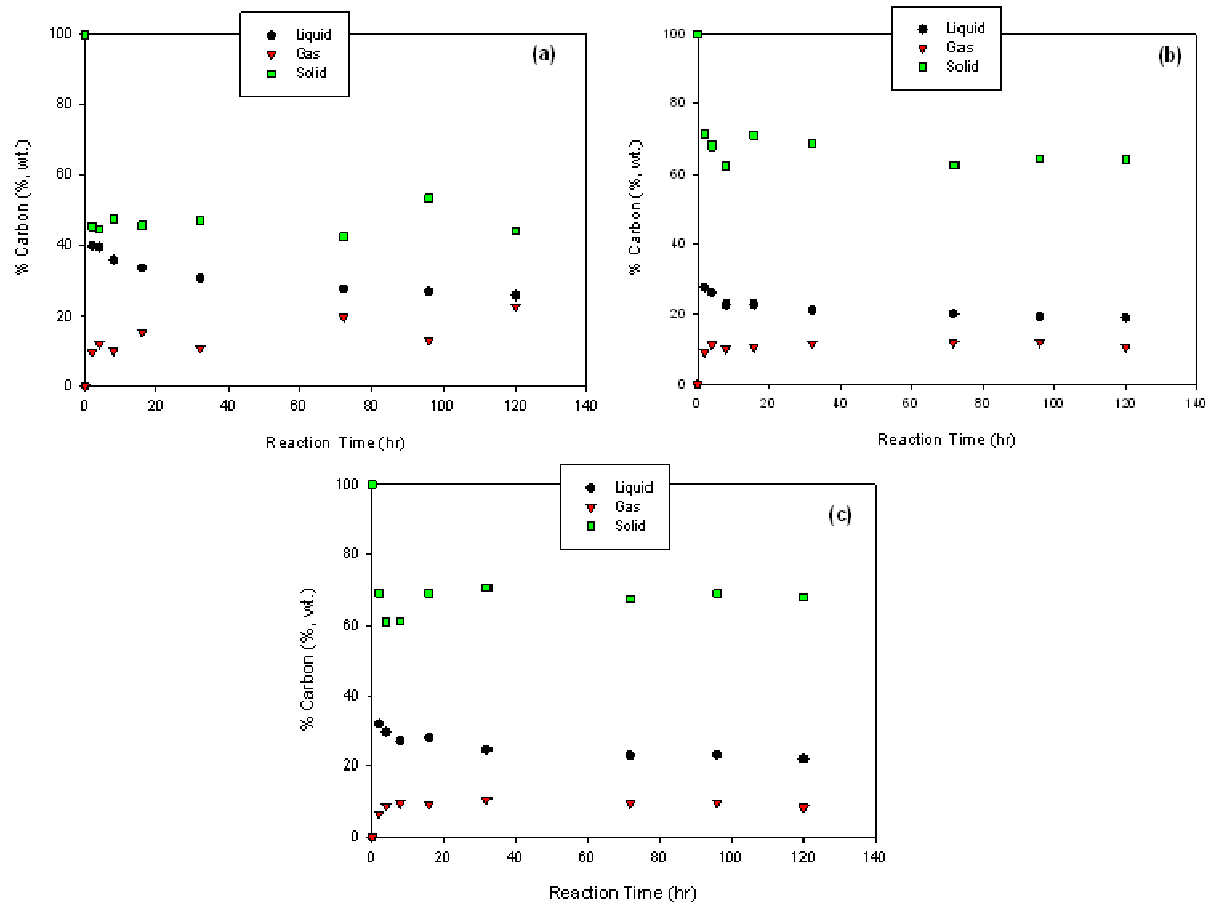 Liquid
Gas
Solid
(a)
% Carbon (%, wt.)
100
80
60
40
20
0
0 20 40 60 80 100 120 140
Reaction Time (hr)
Liquid
Gas
Solid
(b)
% Carbon (%, wt.)
100
80
60
40
20
0
0 20 40 60 80 100 120 140
Reaction Time (hr)
Liquid
Gas
Solid
(c)
% Carbon (%, wt.)
100
80
60
40
20
0
0 20 40 60 80 100 120 140
Reaction Time (hr)